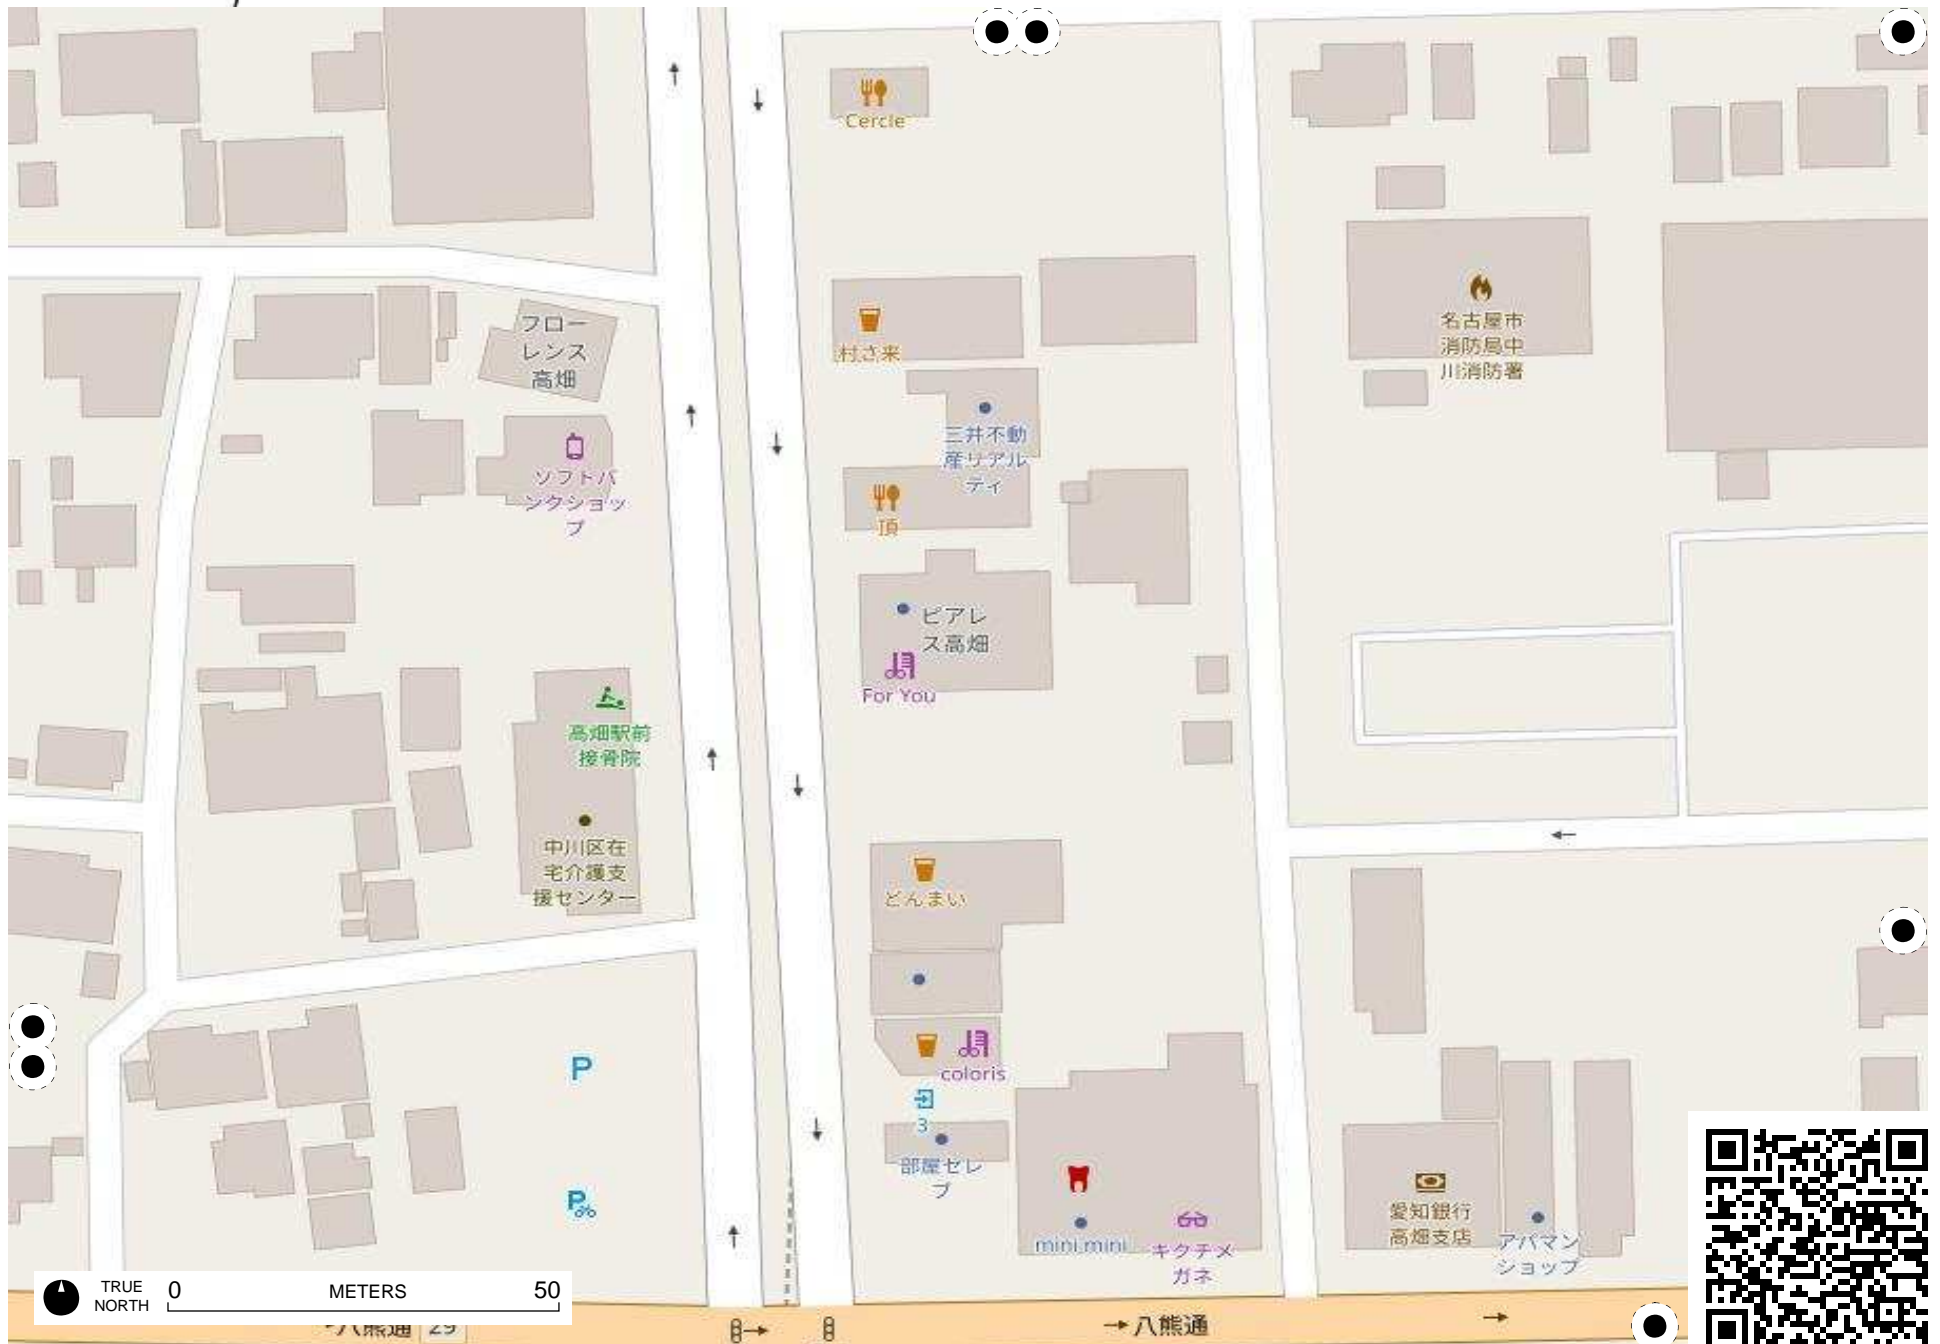 Cercle
フロー
レンス
高畑
村さ来
名古屋市
消防局中
川消防署
三井不動
産リアル
ティ
ソフトバ
ンクショッ
プ
頂
ピアレ
ス高畑
For You
高畑駅前
接骨院
中川区在
宅介護支
援センター
どんまい
coloris
P
3
部屋セレ
ブ
P
mini mini
キクチメ
ガネ
愛知銀行
高畑支店
アパマン
ショップ
TRUE
NORTH
0 METERS 50
八熊通 29
八熊通